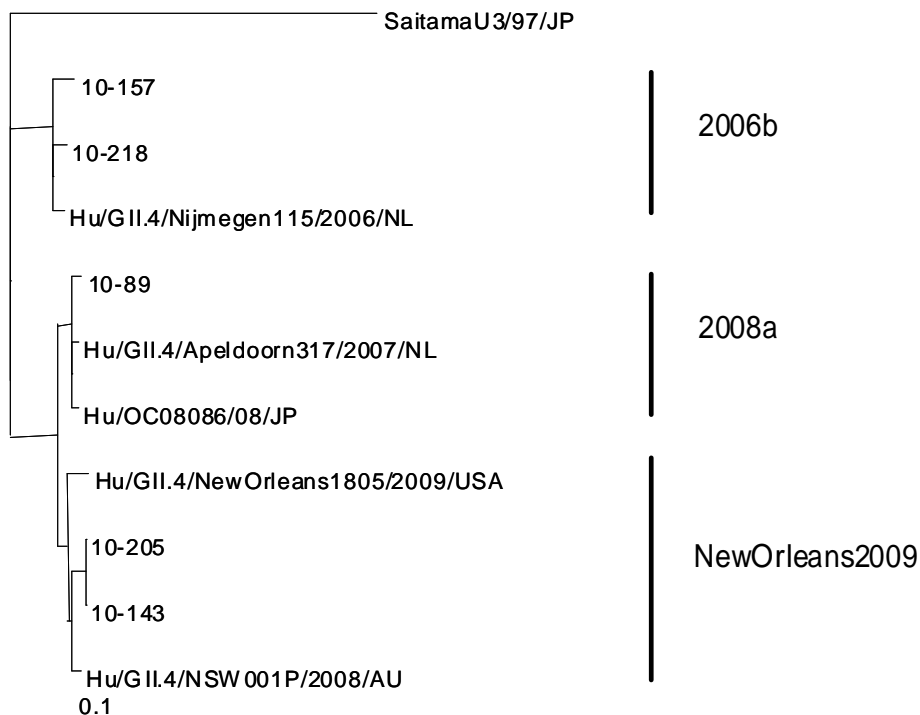 SaitamaU3/97/JP
10-157
2006b
10-218
Hu/GII.4/Nijmegen115/2006/NL
10-89
2008a
Hu/GII.4/Apeldoorn317/2007/NL
Hu/OC08086/08/JP
Hu/GII.4/NewOrleans1805/2009/USA
10-205
NewOrleans2009
10-143
Hu/GII.4/NSW001P/2008/AU
0.1